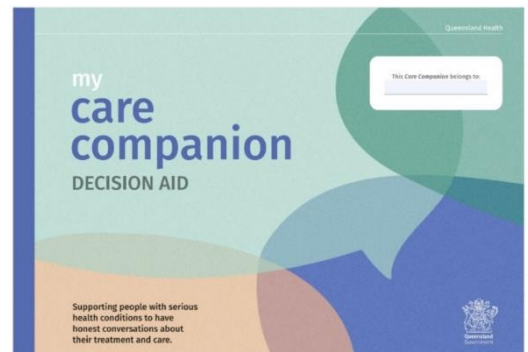 Queensland Health
This Care Companion belongs to:
my
care
companion
DECISION AID
Supporting people with serious
health conditions to have
honest conversations about
their treatment and care.
Queensland
Government